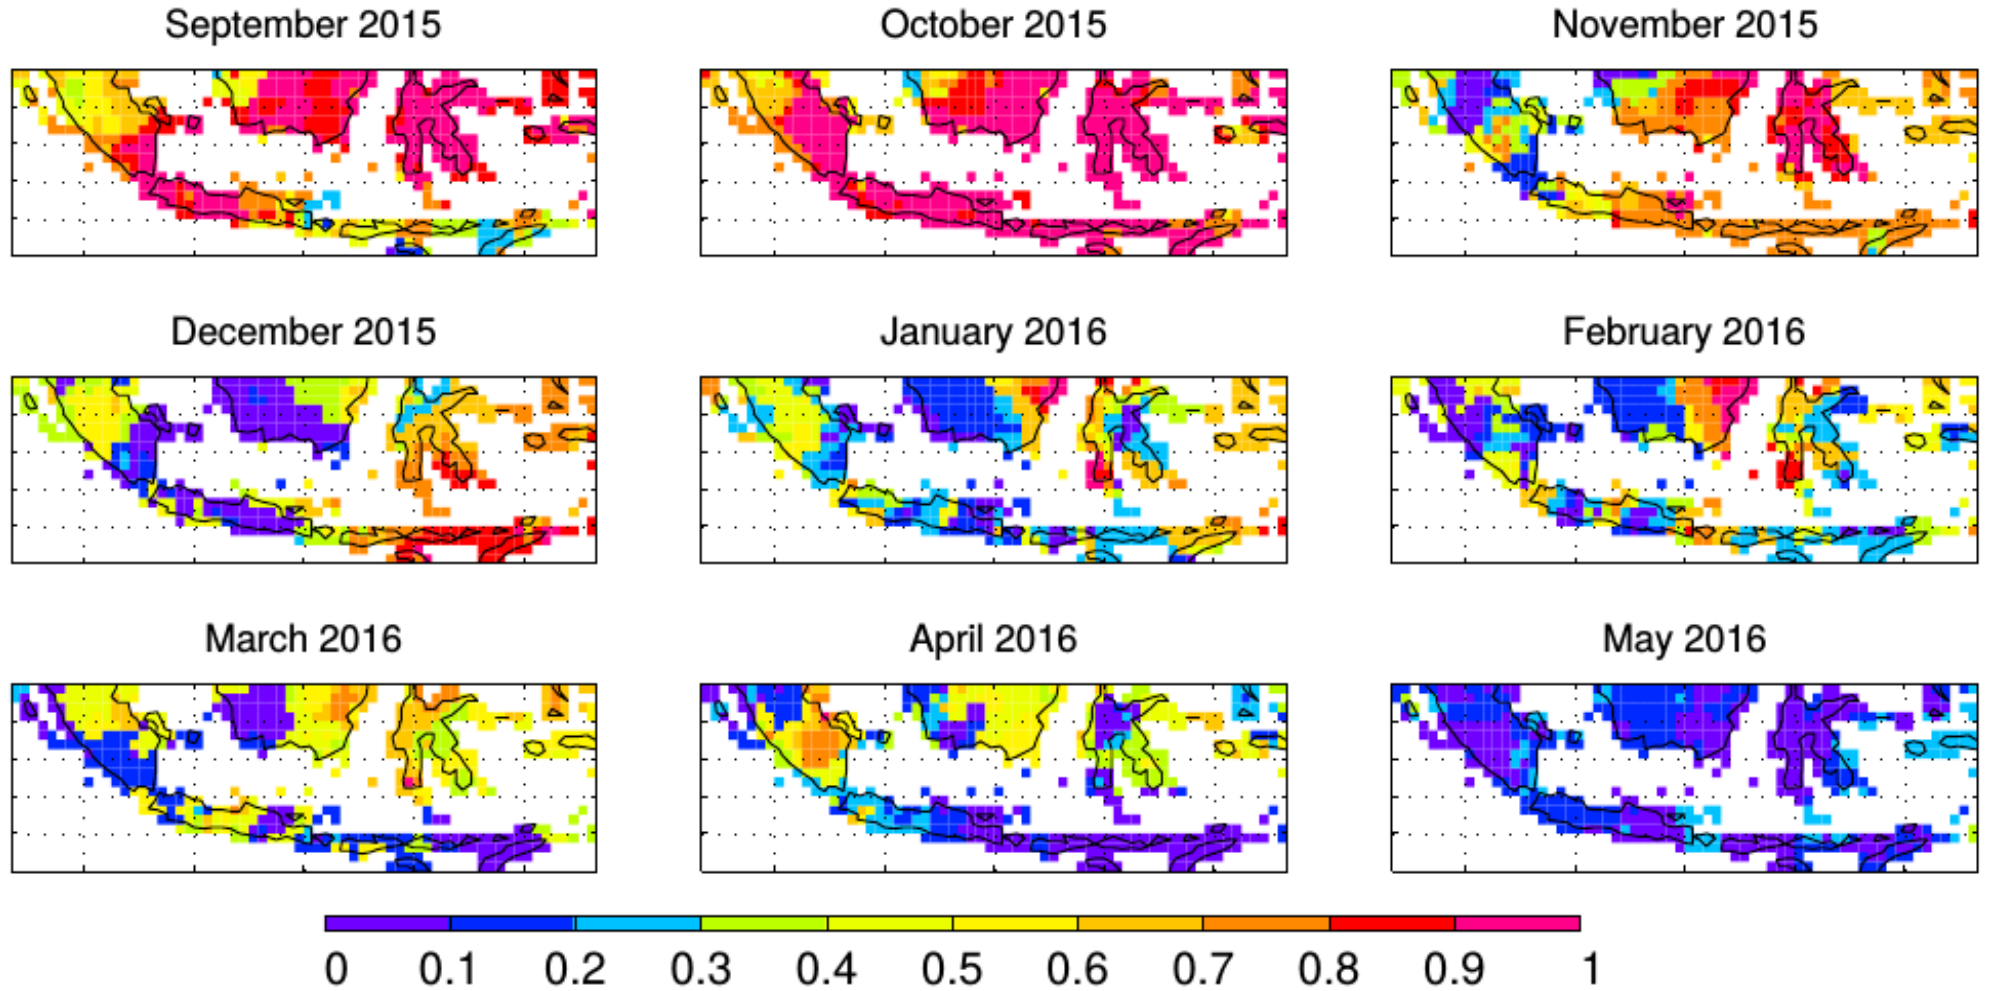 September 2015
October 2015
November 2015
December 2015
January 2016
February 2016
March 2016
April 2016
May 2016
0 0.1 0.2 0.3 0.4 0.5 0.6 0.7 0.8 0.9 1